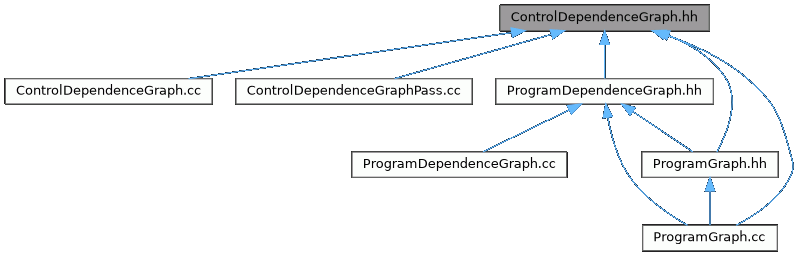 ControlDependenceGraph.hh
ControlDependenceGraph.cc
ControlDependenceGraphPass.cc
ProgramDependenceGraph.hh
ProgramDependenceGraph.cc
ProgramGraph.hh
ProgramGraph.cc